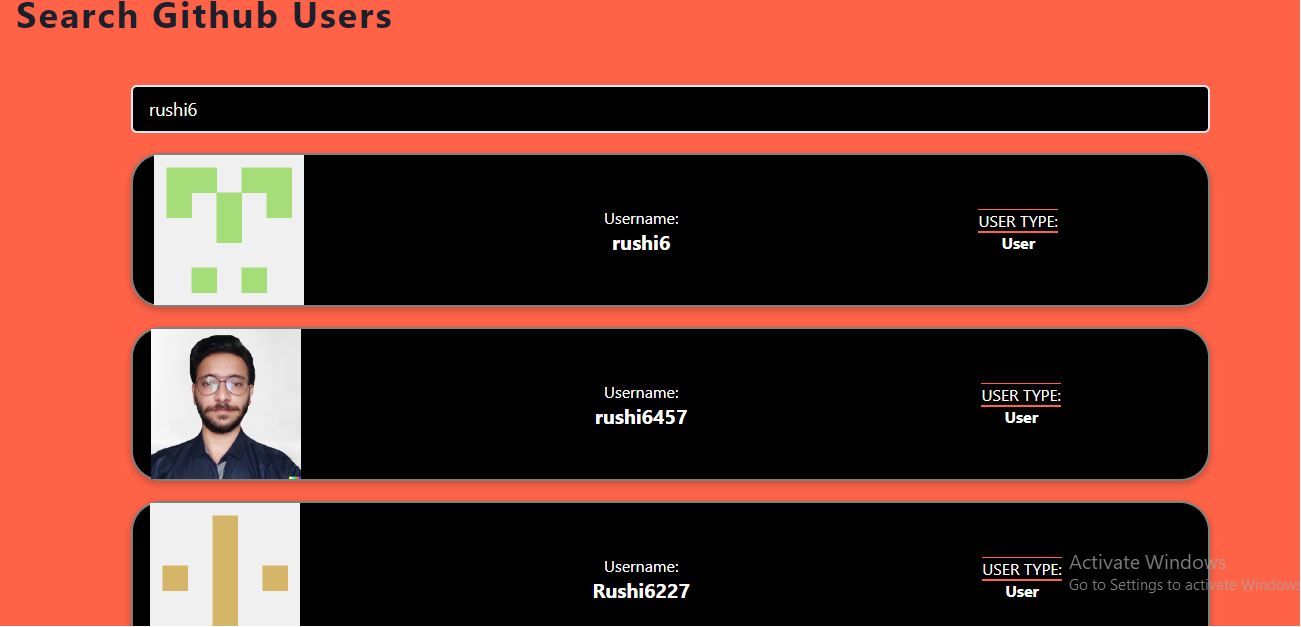 Search Github Users
rushi6
Username:
rushi6
USER TYPE:
User
Username:
rushi6457
USER TYPE:
User
Username:
Rushi6227
USER TYPE:
User
Activate Windows
Go to Settings to activate Windows